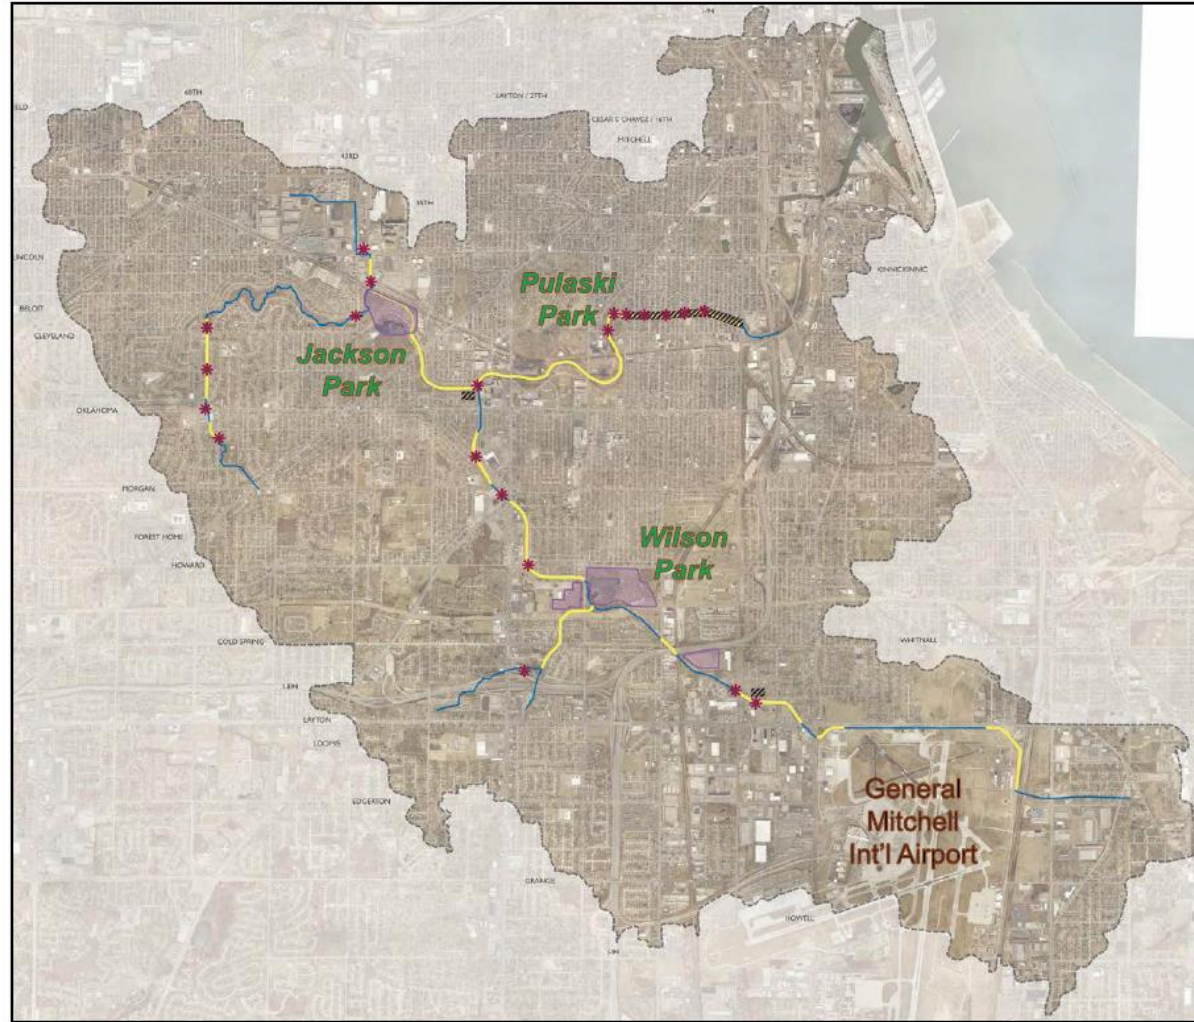 LAYTON / 27TH
CESAR E CHAVEZ / 16TH
MITCHELL
60TH
43RD
35TH
LINCOLN
KINNICKINNIC
BELOIT
CLEVELAND
Pulaski
Park
Jackson
Park
OKLAHOMA
MORGAN
FOREST HOME
HOWARD
Wilson
Park
COLD SPRING
WHITNALL
LAYTON
LOOMIS
EDGERTON
General
Mitchell
Int'l Airport
GRANGE
HOWELL